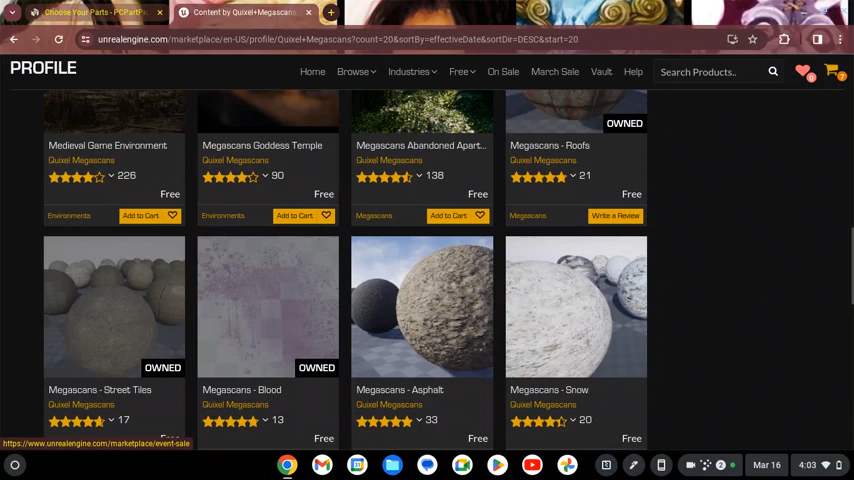 Choose Your Parts - PCPartPi
Content by Quixel+Megascans
unrealengine.com/marketplace/en-US/profile/Quixel+Megascans?count=20&sortBy=effectiveDate&sortDir=DESC&start=20
PROFILE
Home Browse Industries Free On Sale March Sale Vault Help Search Products.. 6 7
OWNED
Medieval Game Environment Megascans Goddess Temple Megascans Abandoned Apart... Megascans - Roofs
Quixel Megascans Quixel Megascans Quixel Megascans Quixel Megascans
226 90 138 21
Free Free Free Free
Environments Add to Cart Environments Add to Cart Megascans Add to Cart Megascans Write a Review
OWNED OWNED
Megascans - Street Tiles Megascans - Blood Megascans - Asphalt Megascans - Snow
Quixel Megascans Quixel Megascans Quixel Megascans Quixel Megascans
17 13 33 20
Free Free Free Free
https://www.unrealengine.com/marketplace/event-sale
2 Mar 16 4:03